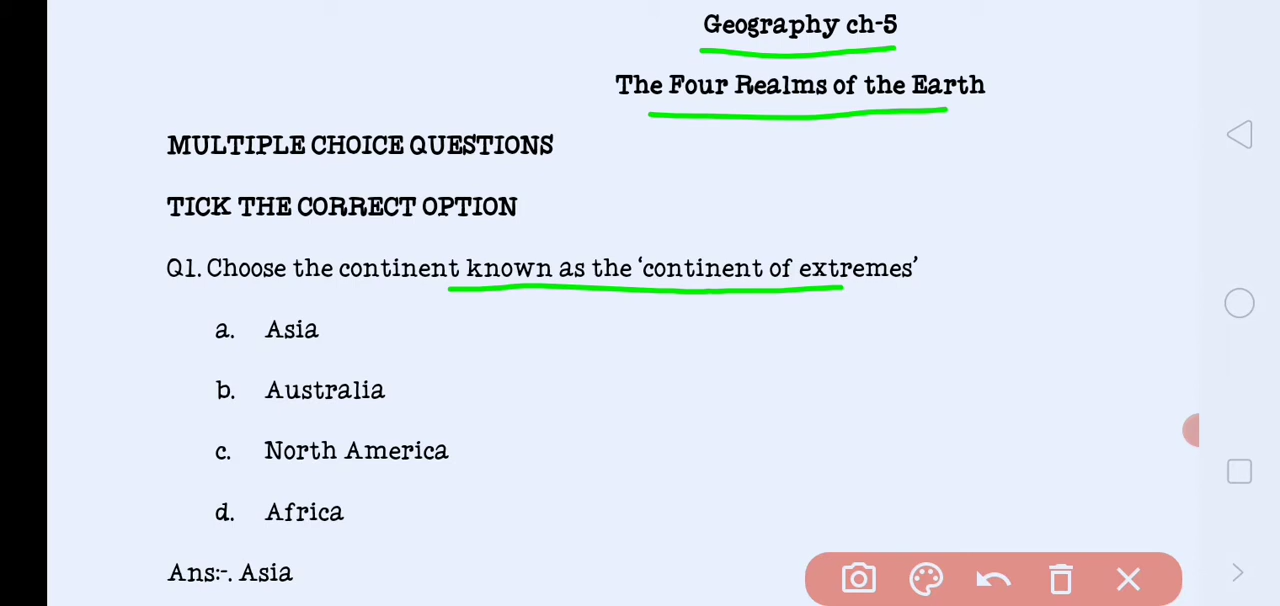 Geography ch-5
The Four Realms of the Earth
MULTIPLE CHOICE QUESTIONS
TICK THE CORRECT OPTION
Q1. Choose the continent known as the ‘continent of extremes’
a. Asia
b. Australia
c. North America
d. Africa
Ans:-. Asia